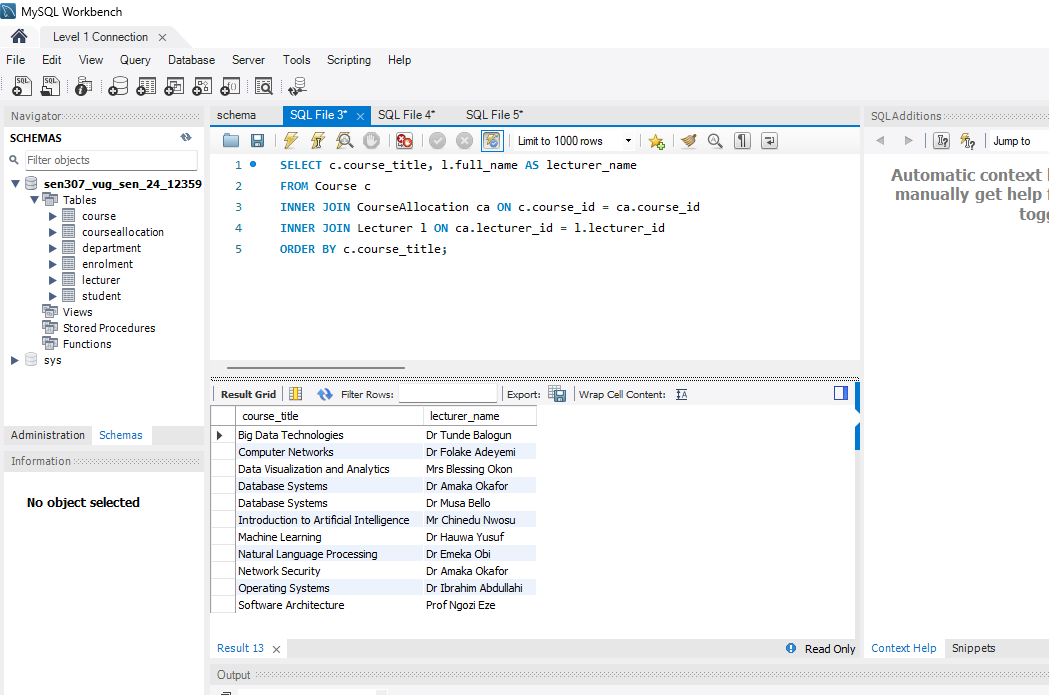 MySQL Workbench
Level 1 Connection
File Edit View Query Database Server Tools Scripting Help
Navigator
SCHEMAS
Filter objects
sen307_vug_sen_24_12359
Tables
course
courseallocation
department
enrolment
lecturer
student
Views
Stored Procedures
Functions
sys
Administration Schemas
Information
No object selected
schema SQL File 3* SQL File 4* SQL File 5*
Limit to 1000 rows
1 SELECT c.course_title, l.full_name AS lecturer_name
2 FROM Course c
3 INNER JOIN CourseAllocation ca ON c.course_id = ca.course_id
4 INNER JOIN Lecturer l ON ca.lecturer_id = l.lecturer_id
5 ORDER BY c.course_title;
Result Grid Filter Rows: Export: Wrap Cell Content:
course_title lecturer_name
Big Data Technologies Dr Tunde Balogun
Computer Networks Dr Folake Adeyemi
Data Visualization and Analytics Mrs Blessing Okon
Database Systems Dr Amaka Okafor
Database Systems Dr Musa Bello
Introduction to Artificial Intelligence Mr Chinedu Nwosu
Machine Learning Dr Hauwa Yusuf
Natural Language Processing Dr Emeka Obi
Network Security Dr Amaka Okafor
Operating Systems Dr Ibrahim Abdullahi
Software Architecture Prof Ngozi Eze
Result 13 Read Only
Output
SQLAdditions
Jump to
Automatic context
manually get help
Context Help Snippets